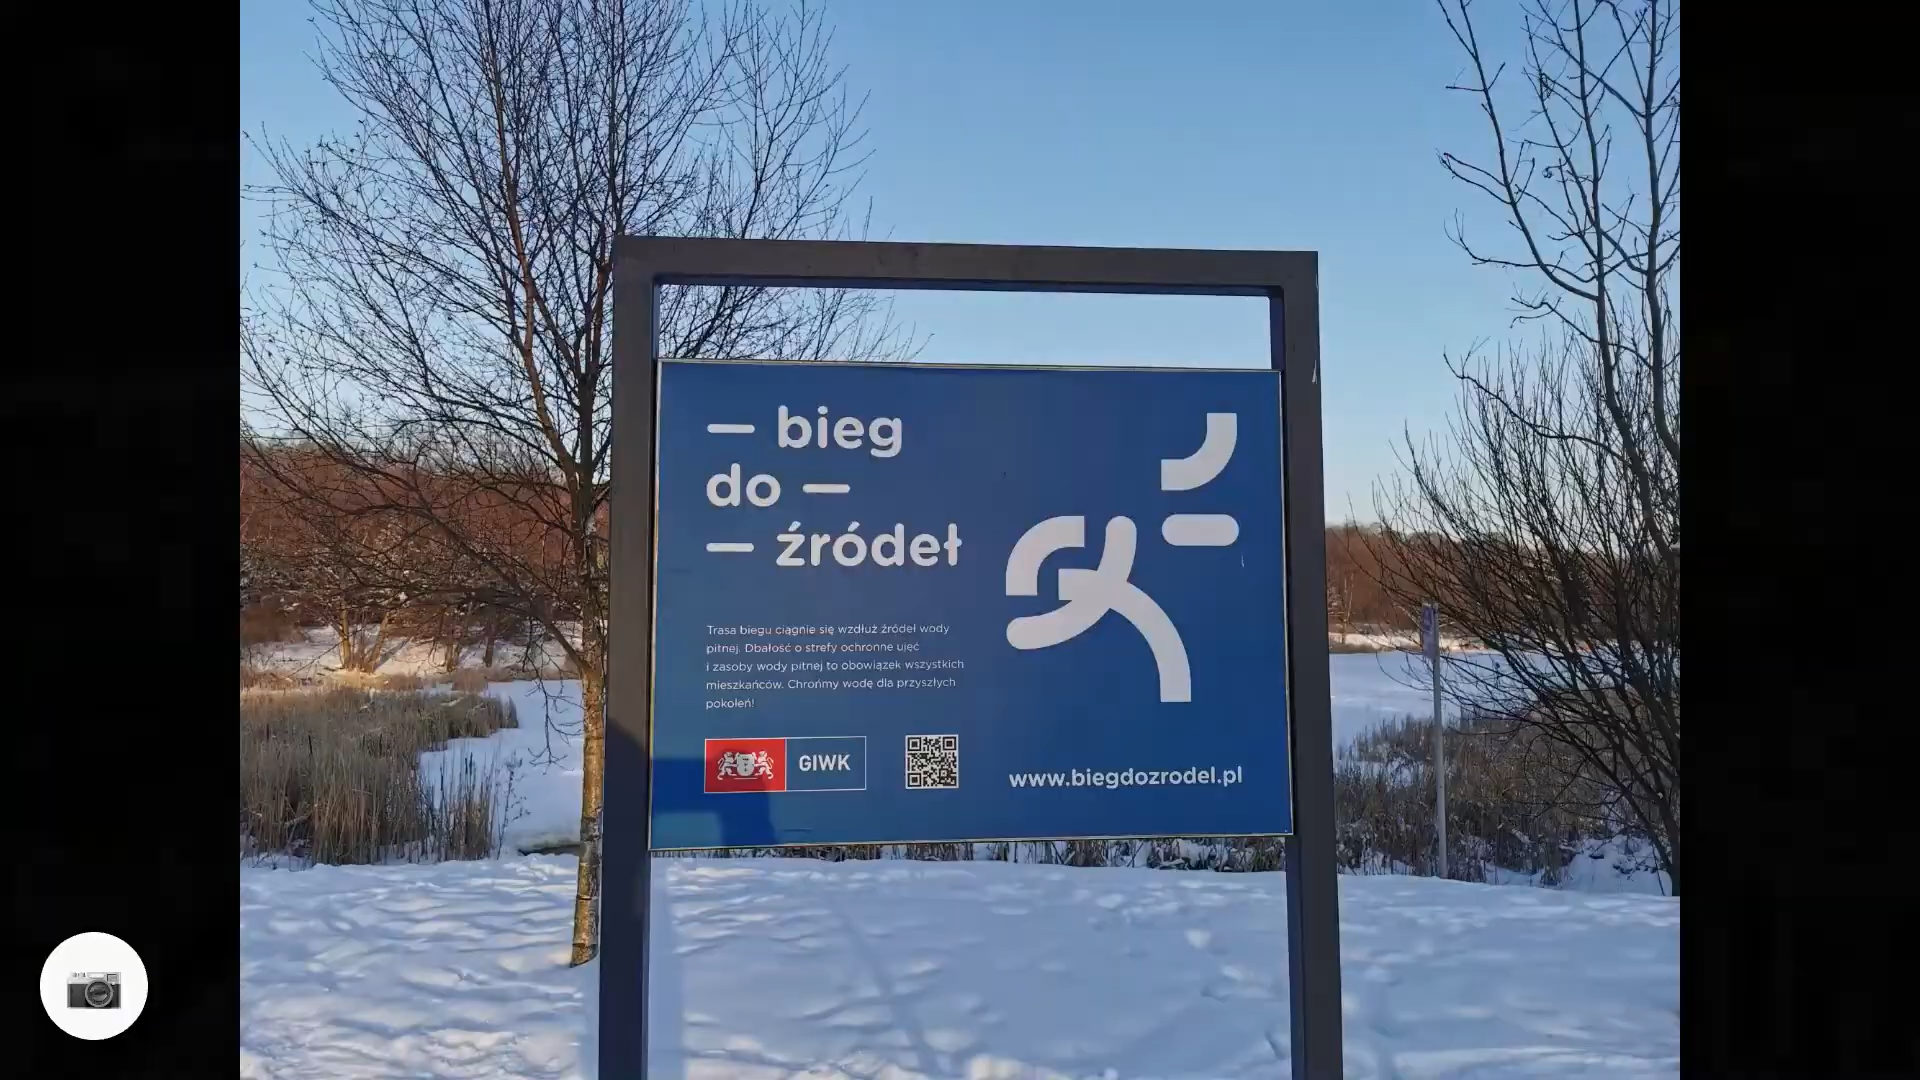 — bieg
do —
— źródeł
Trasa biegu ciągnie się wzdłuż źródeł wody
pitnej. Dbałość o strefy ochronne ujęć
i zasoby wody pitnej to obowiązek wszystkich
mieszkańców. Chrońmy wodę dla przyszłych
pokoleń!
GIWK
www.biegdozrodel.pl